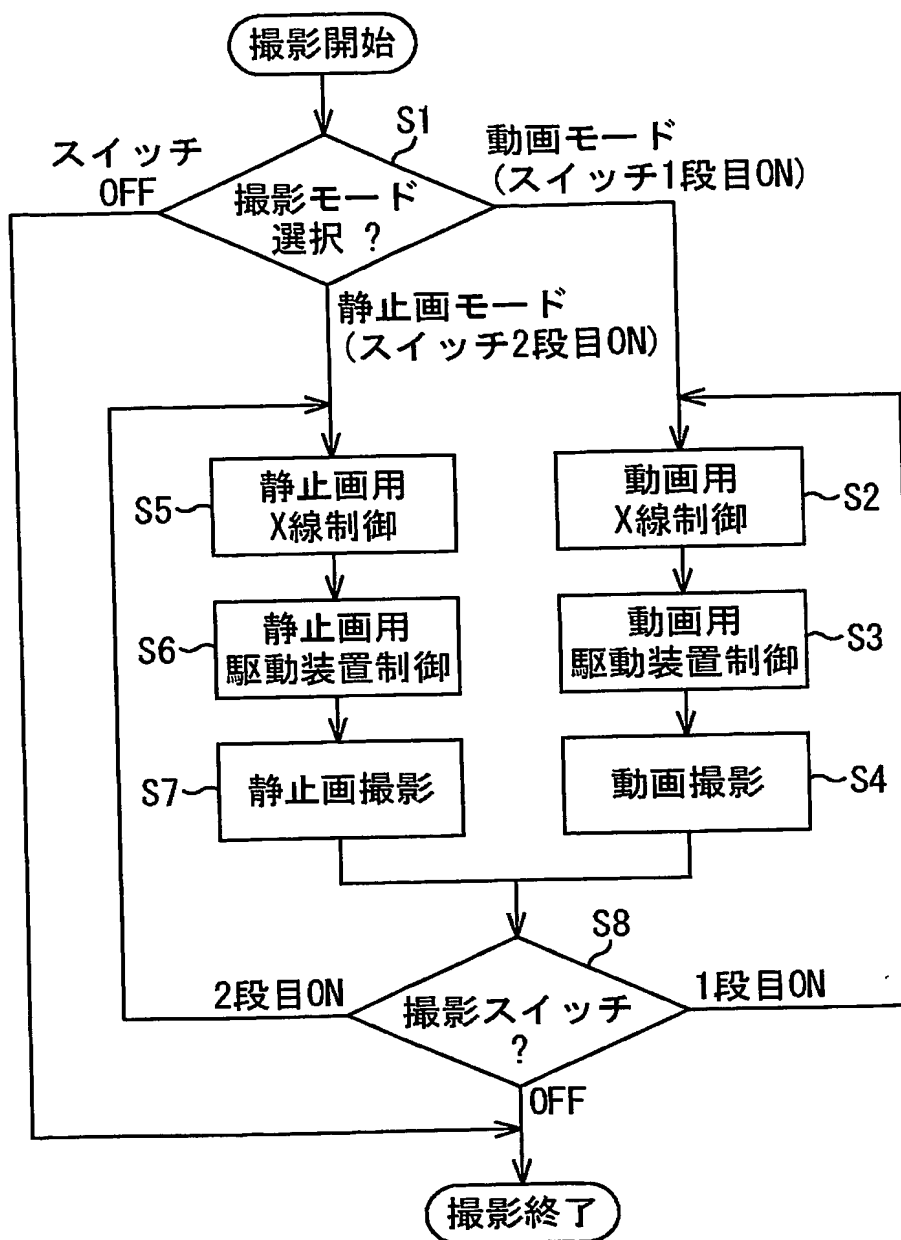 撮影開始
S1
スイッチ
OFF
動画モード
(スイッチ1段目ON)
撮影モード
選択 ?
静止画モード
(スイッチ2段目ON)
S5
静止画用
X線制御
動画用
X線制御
S2
S6
静止画用
駆動装置制御
動画用
駆動装置制御
S3
S7
静止画撮影
動画撮影
S4
S8
2段目ON
1段目ON
撮影スイッチ
?
OFF
撮影終了